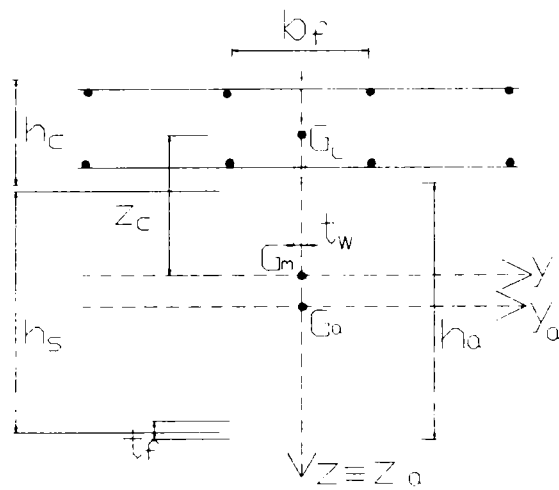 b_f
h_c
G_c
z_c
t_w
G_m
y
G_a
y_a
h_s
h_a
t_f
z ≡ z_a